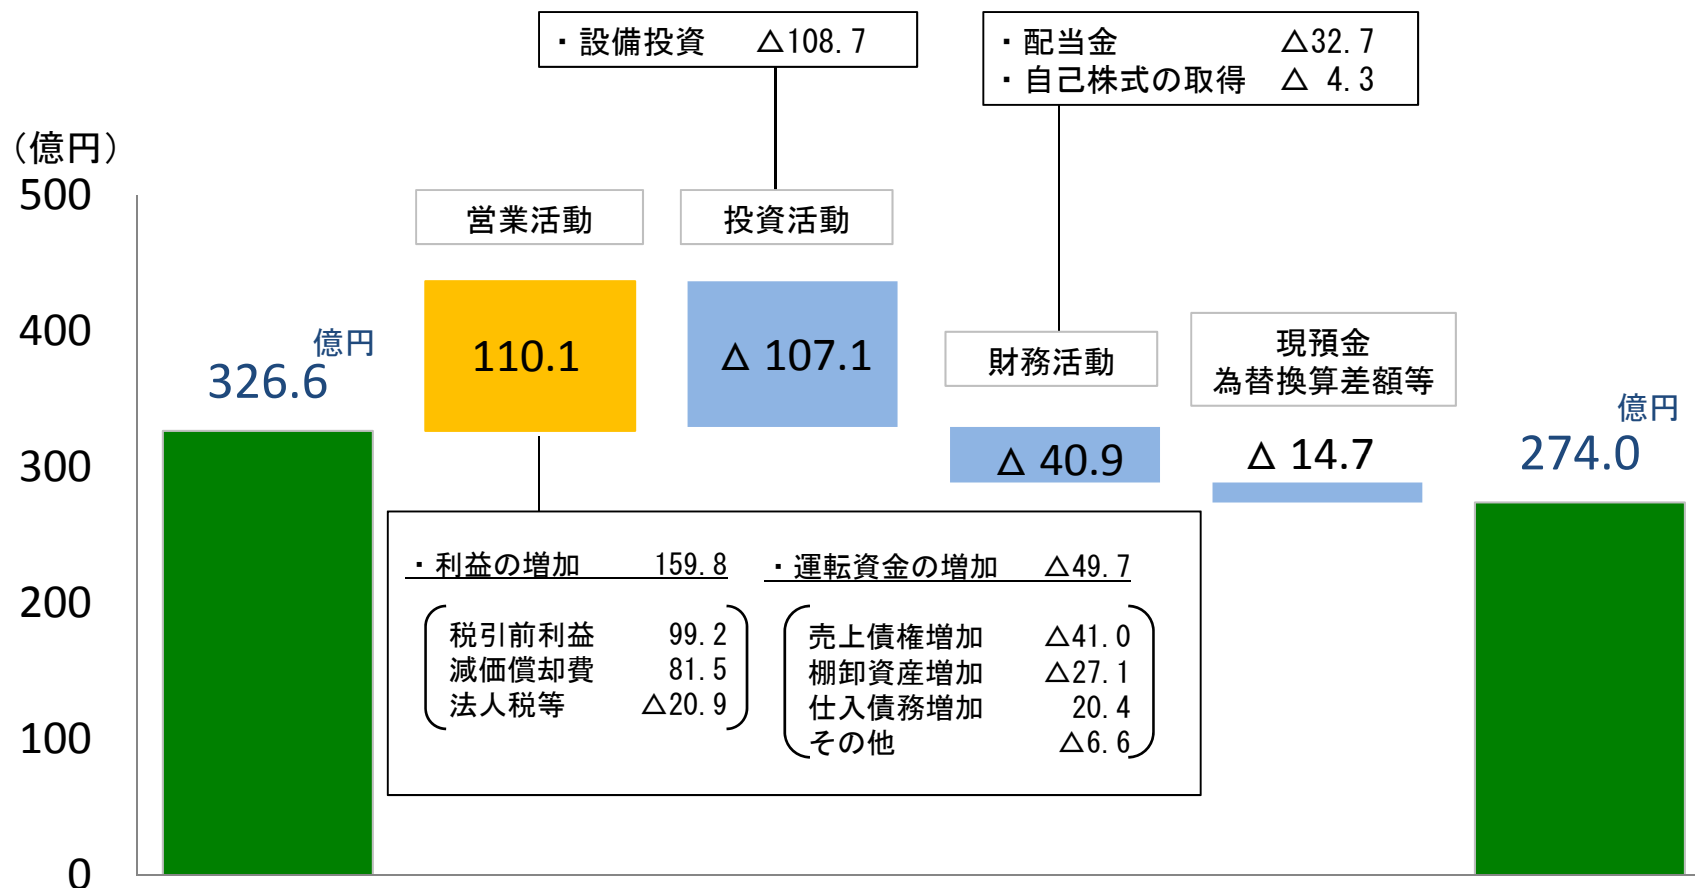 ・設備投資 △108.7
・配当金 △32.7
・自己株式の取得 △ 4.3
（億円）
500
400
300
200
100
0
営業活動
投資活動
財務活動
現預金
為替換算差額等
億円
326.6
110.1
△ 107.1
△ 40.9
△ 14.7
億円
274.0
・利益の増加 159.8
税引前利益 99.2
減価償却費 81.5
法人税等 △20.9
・運転資金の増加 △49.7
売上債権増加 △41.0
棚卸資産増加 △27.1
仕入債務増加 20.4
その他 △6.6